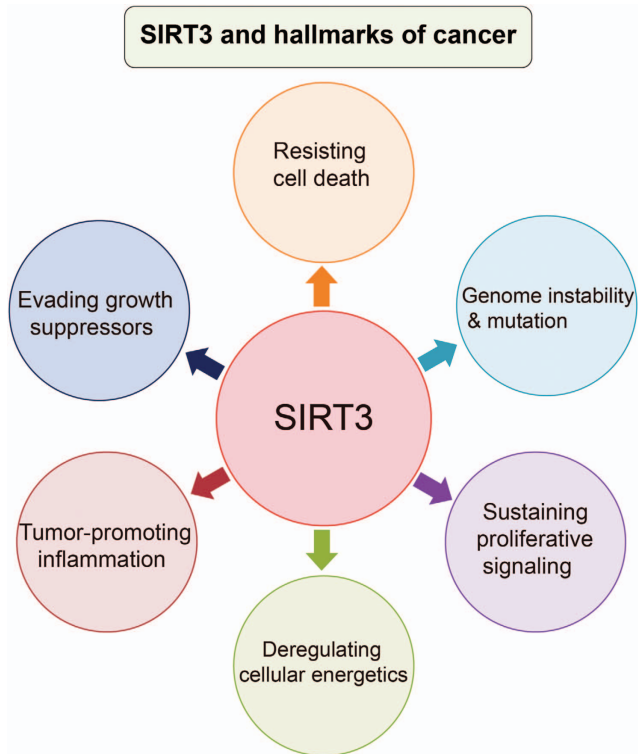 SIRT3 and hallmarks of cancer
Resisting
cell death
Evading growth
suppressors
Genome instability
& mutation
SIRT3
Tumor-promoting
inflammation
Sustaining
proliferative
signaling
Deregulating
cellular energetics